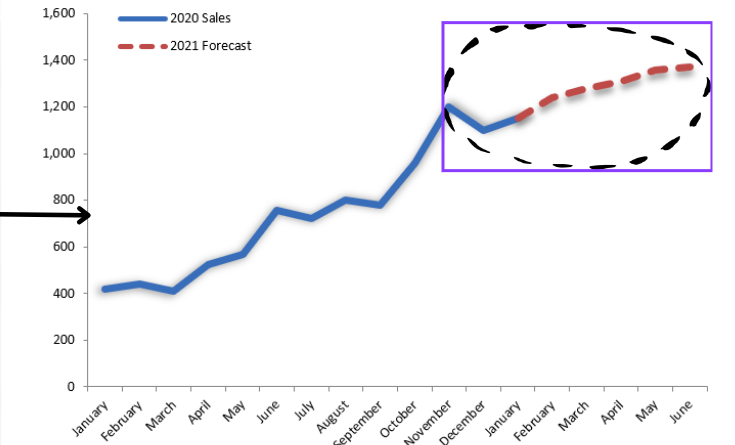 1,600
2020 Sales
1,400
2021 Forecast
1,200
1,000
800
600
400
200
0
January
February
March
April
May
June
July
August
September
October
November
December
January
February
March
April
May
June